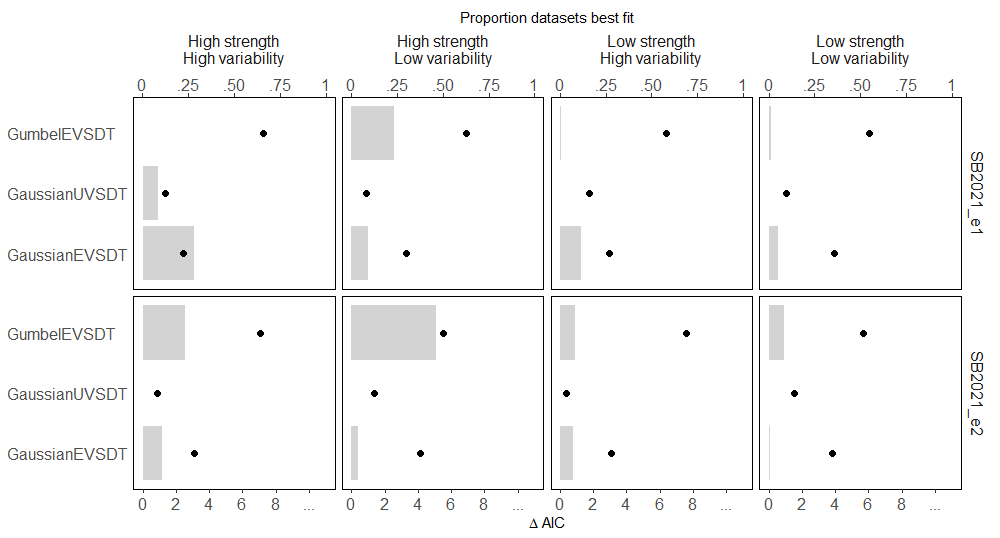 Proportion datasets best fit
High strength
High variability
High strength
Low variability
Low strength
High variability
Low strength
Low variability
0 .25 .50 .75 1 0 .25 .50 .75 1 0 .25 .50 .75 1 0 .25 .50 .75 1
GumbelEVSDT
GaussianUVSDT
GaussianEVSDT
SB2021_e1
GumbelEVSDT
GaussianUVSDT
GaussianEVSDT
SB2021_e2
0 2 4 6 8 ... 0 2 4 6 8 ... 0 2 4 6 8 ... 0 2 4 6 8 ...
Δ AIC